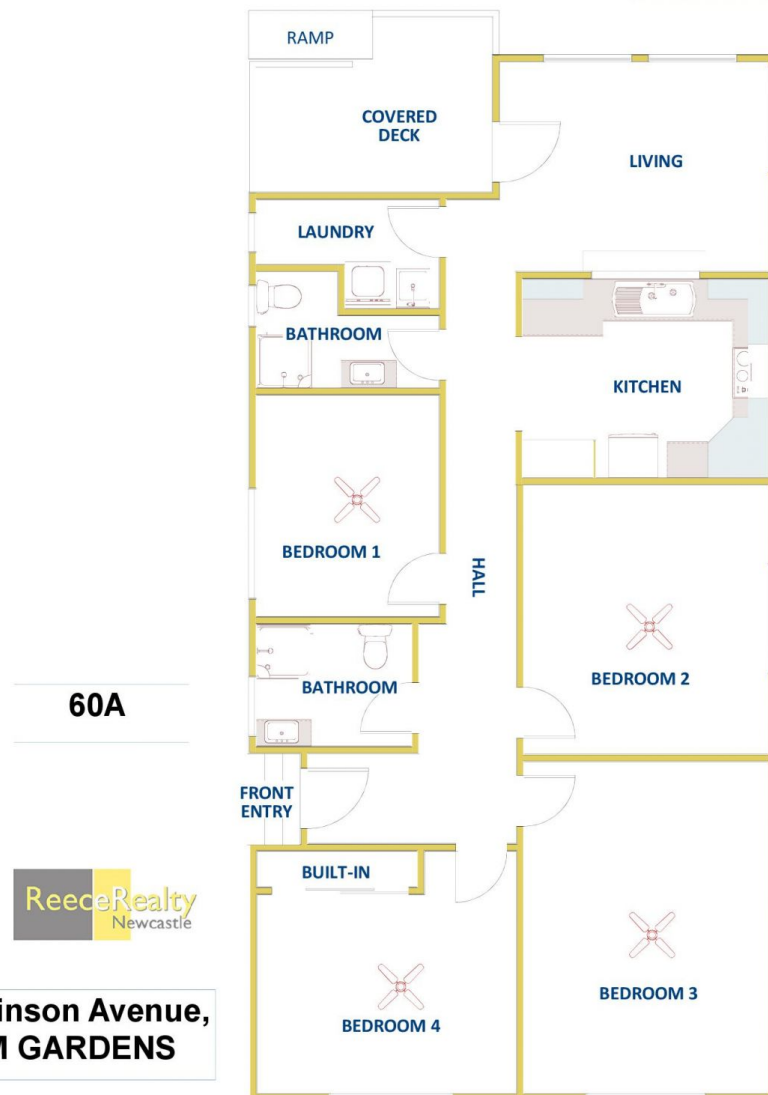 RAMP
COVERED
DECK
LIVING
LAUNDRY
BATHROOM
KITCHEN
BEDROOM 1
HALL
BEDROOM 2
BATHROOM
60A
FRONT
ENTRY
BUILT-IN
ReeceRealty
Newcastle
BEDROOM 3
inson Avenue,
BEDROOM 4
GARDENS